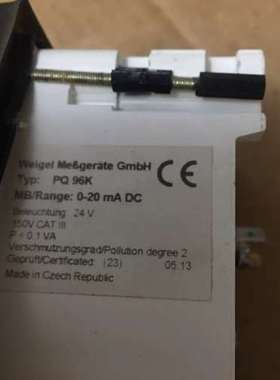 Weigel Meßgeräte GmbH
Typ: PQ 96K
CE
MB/Range: 0-20 mA DC
Beleuchtung 24 V
150V CAT III
P < 0.1 VA
Verschmutzungsgrad/Pollution degree 2
Geprüft/Certificated: (23) 05.13
Made in Czech Republic